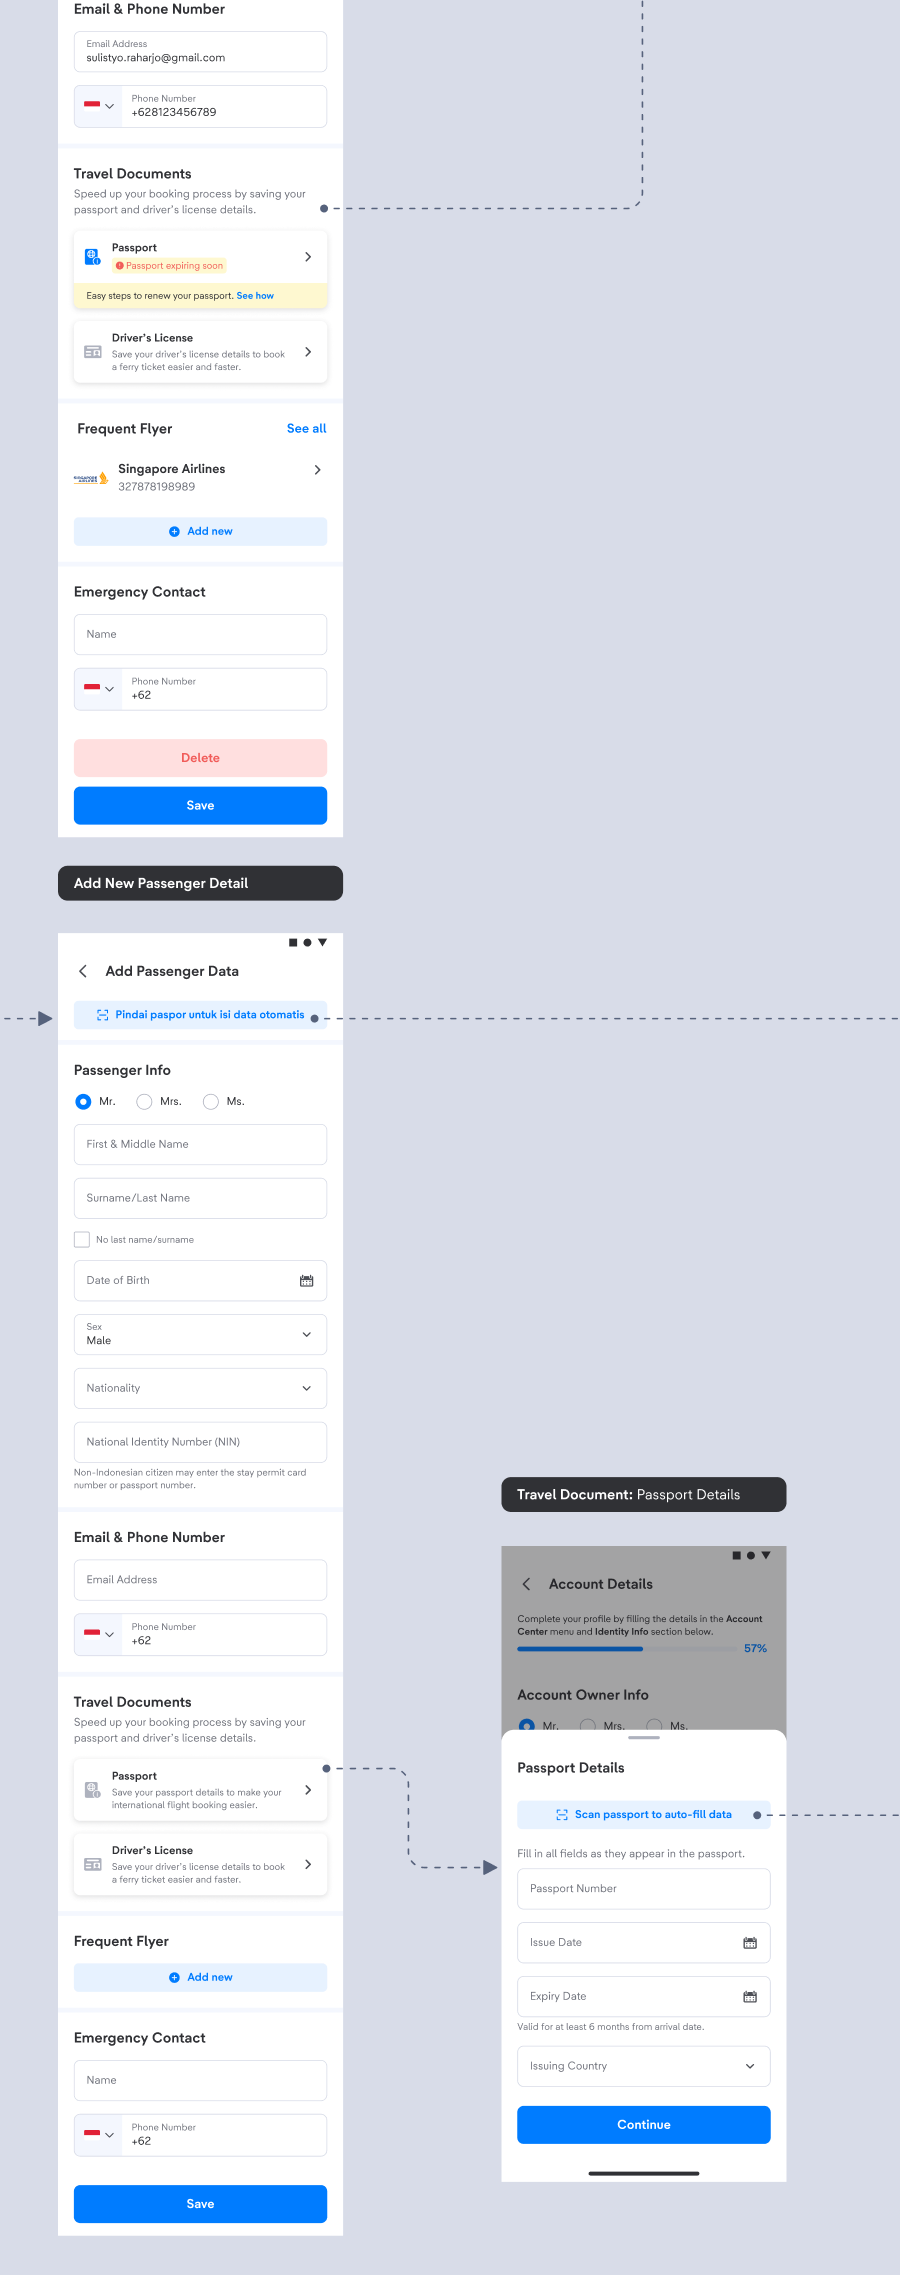 Email & Phone Number
Email Address
sulistyo.raharjo@gmail.com
Phone Number
+628123456789
Travel Documents
Speed up your booking process by saving your
passport and driver's license details.
Passport
Passport expiring soon
Easy steps to renew your passport. See how
Driver's License
Save your driver's license details to book
a ferry ticket easier and faster.
Frequent Flyer
See all
SINGAPORE
AIRLINES
Singapore Airlines
327878198989
Add new
Emergency Contact
Name
Phone Number
+62
Delete
Save
Add New Passenger Detail
Add Passenger Data
Pindai paspor untuk isi data otomatis
Passenger Info
Mr.
Mrs.
Ms.
First & Middle Name
Surname/Last Name
No last name/surname
Date of Birth
Sex
Male
Nationality
National Identity Number (NIN)
Non-Indonesian citizen may enter the stay permit card
number or passport number.
Email & Phone Number
Email Address
Phone Number
+62
Travel Documents
Speed up your booking process by saving your
passport and driver's license details.
Passport
Save your passport details to make your
international flight booking easier.
Driver's License
Save your driver's license details to book
a ferry ticket easier and faster.
Frequent Flyer
Add new
Emergency Contact
Name
Phone Number
+62
Save
Travel Document: Passport Details
Account Details
Complete your profile by filling the details in the Account
Center menu and Identity Info section below.
57%
Account Owner Info
Mr.
Mrs.
Ms.
Passport Details
Scan passport to auto-fill data
Fill in all fields as they appear in the passport.
Passport Number
Issue Date
Expiry Date
Valid for at least 6 months from arrival date.
Issuing Country
Continue